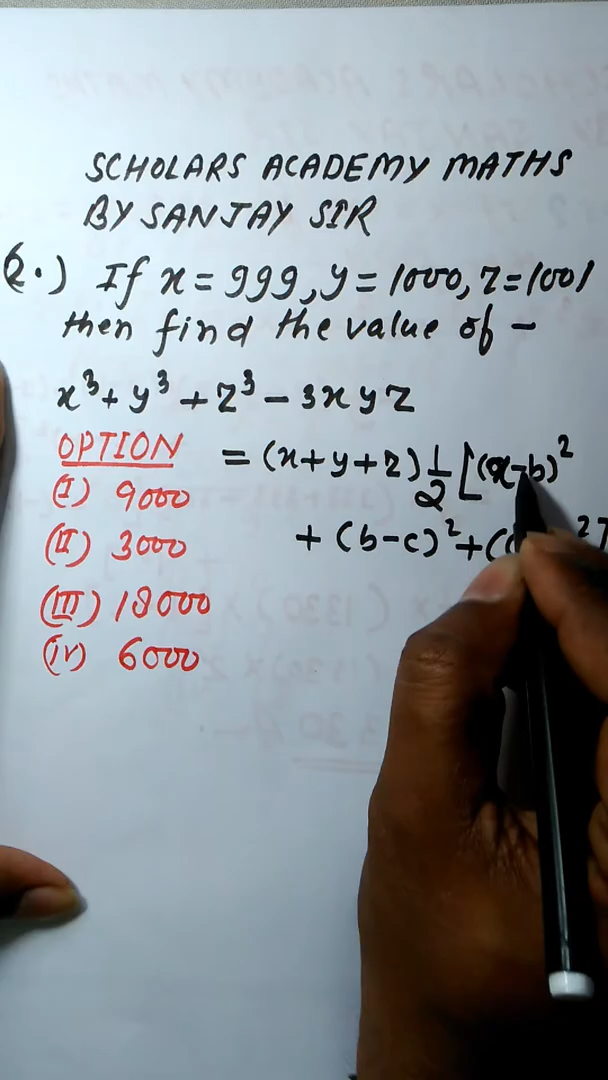 SCHOLARS ACADEMY MATHS
BY SANJAY SIR
Q.) If x = 999, y = 1000, z = 1001
then find the value of -
x³ + y³ + z³ - 3xyz
OPTION = (x+y+z) 1/2 [(x-b)²
(I) 9000
(II) 3000 + (b-c)² + ( ²]
(III) 18000
(IV) 6000